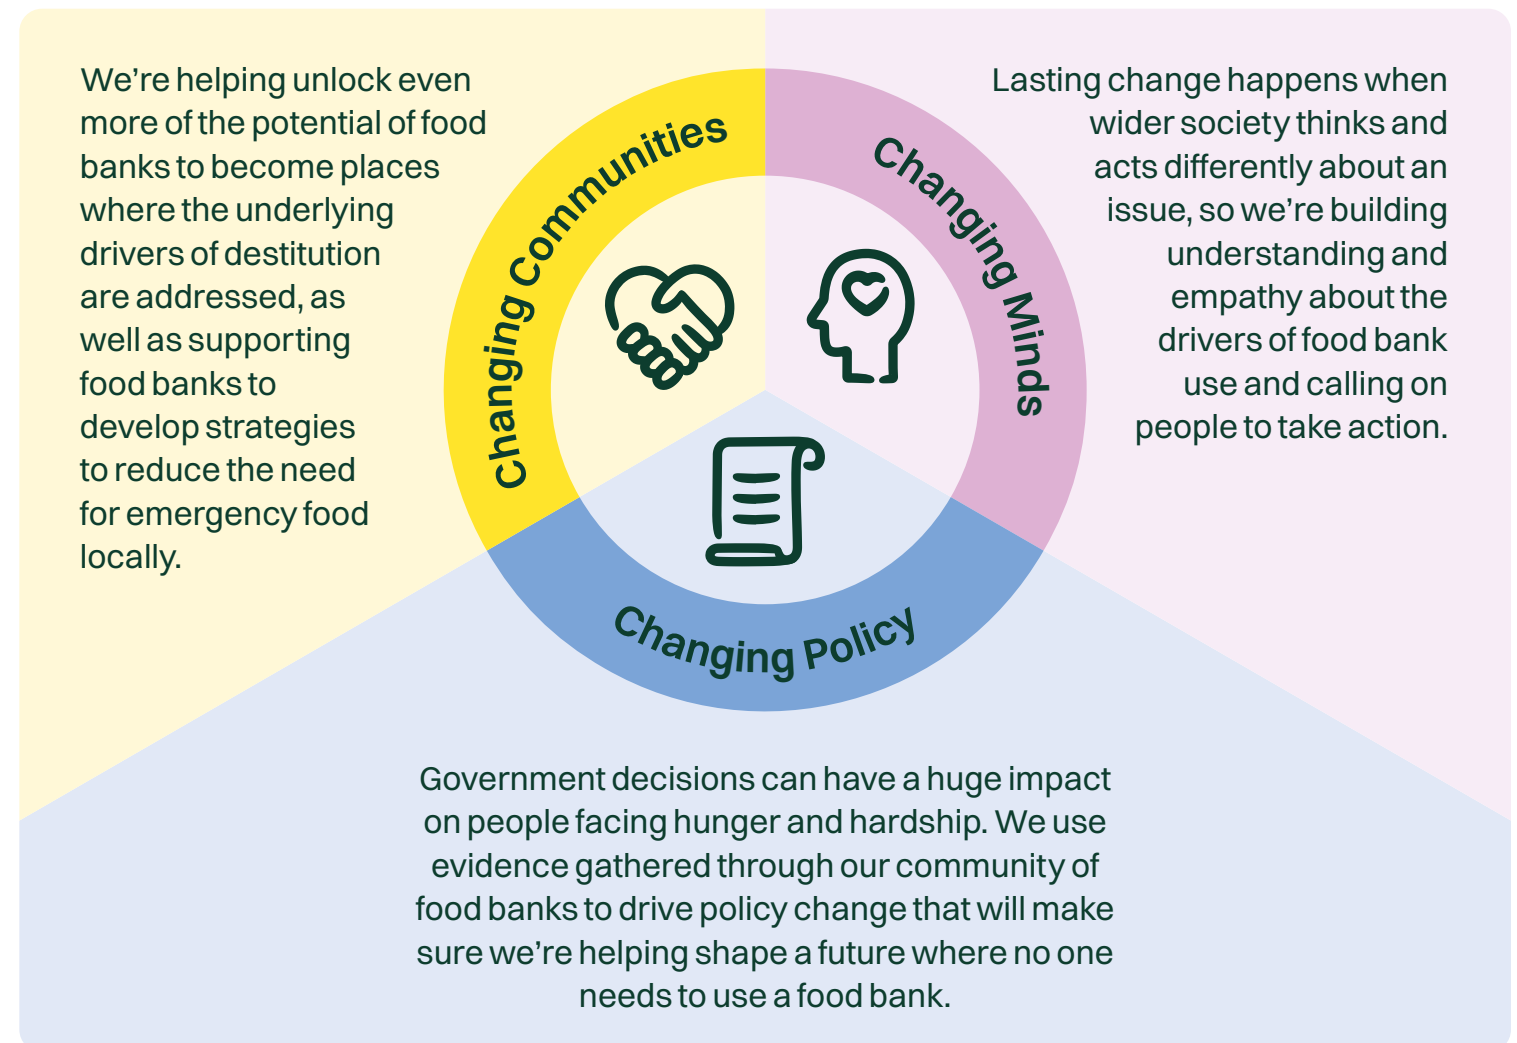 We’re helping unlock even
more of the potential of food
banks to become places
where the underlying
drivers of destitution
are addressed, as
well as supporting
food banks to
develop strategies
to reduce the need
for emergency food
locally.
Changing Communities
Changing Minds
Lasting change happens when
wider society thinks and
acts differently about an
issue, so we’re building
understanding and
empathy about the
drivers of food bank
use and calling on
people to take action.
Changing Policy
Government decisions can have a huge impact
on people facing hunger and hardship. We use
evidence gathered through our community of
food banks to drive policy change that will make
sure we’re helping shape a future where no one
needs to use a food bank.